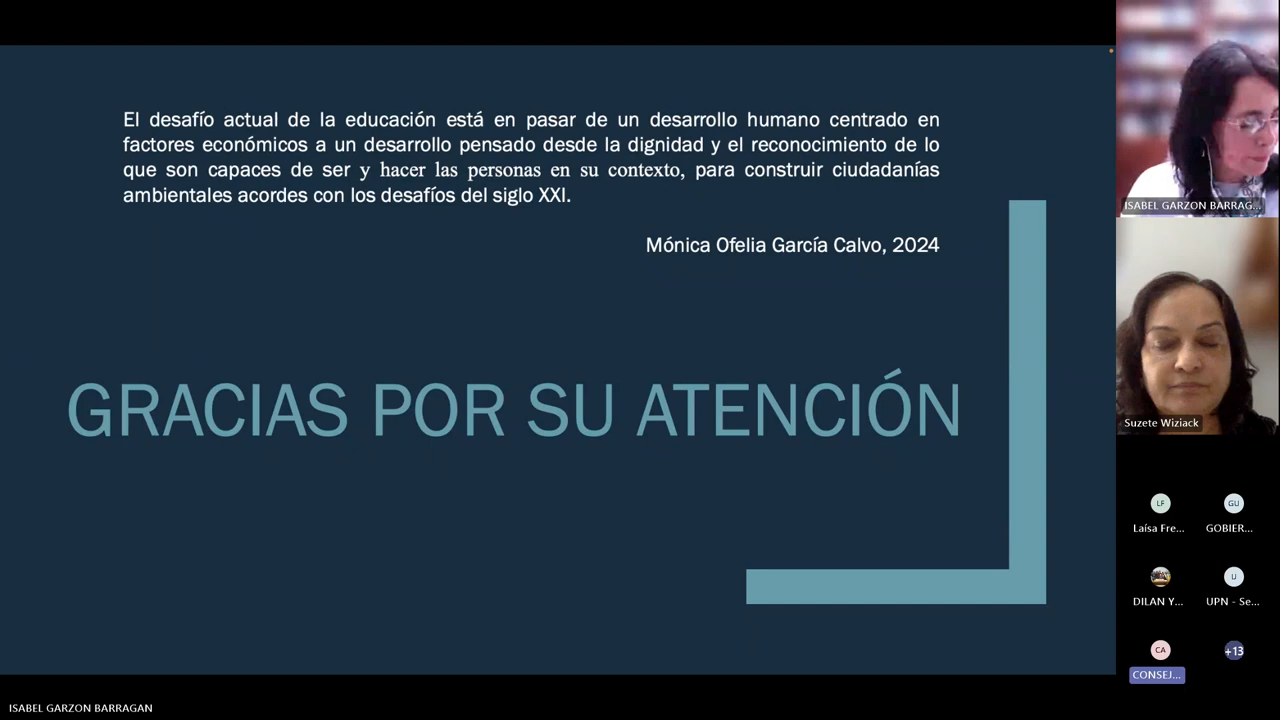 El desafío actual de la educación está en pasar de un desarrollo humano centrado en
factores económicos a un desarrollo pensado desde la dignidad y el reconocimiento de lo
que son capaces de ser y hacer las personas en su contexto, para construir ciudadanías
ambientales acordes con los desafíos del siglo XXI.
Mónica Ofelia García Calvo, 2024
GRACIAS POR SU ATENCIÓN
ISABEL GARZON BARRAG...
Suzete Wiziack
LF
GU
Laísa Fre...
GOBIER...
U
DILAN Y...
UPN - Se...
CA
+13
CONSEJ...
ISABEL GARZON BARRAGAN